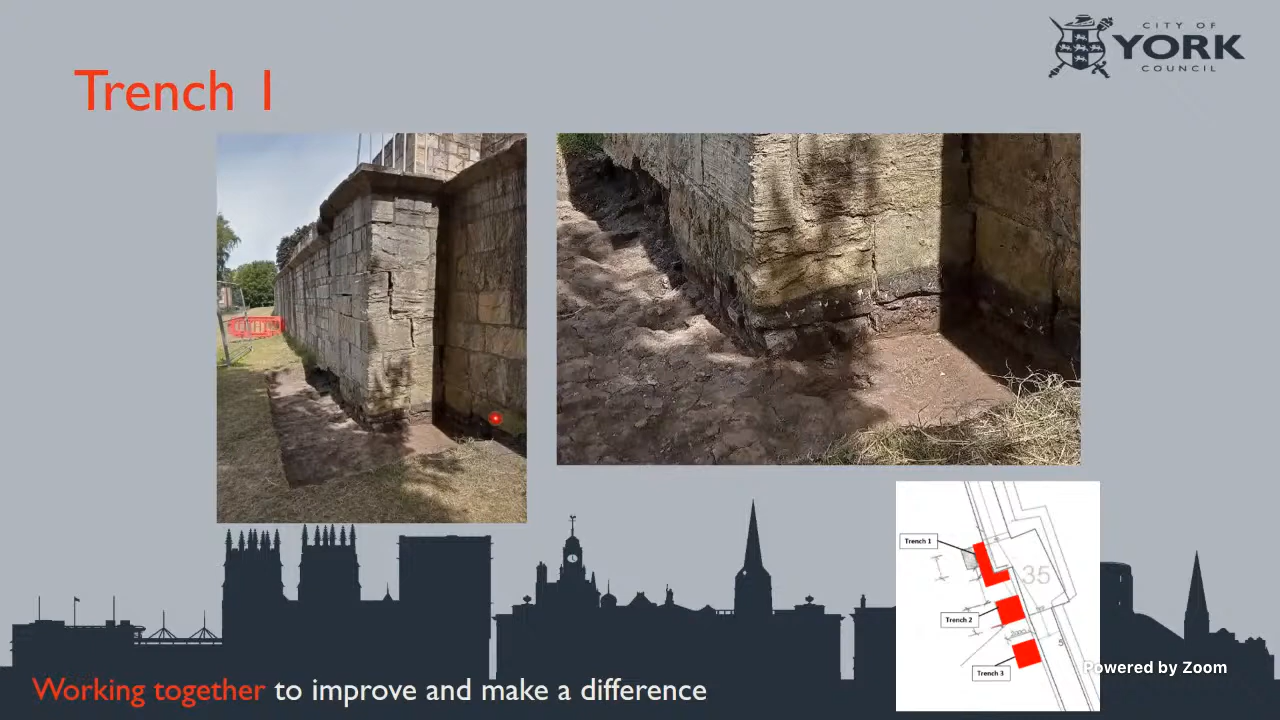 CITY OF
YORK
COUNCIL
Trench 1
Trench 1
35
Trench 2
Trench 3
5
Powered by Zoom
Working together to improve and make a difference